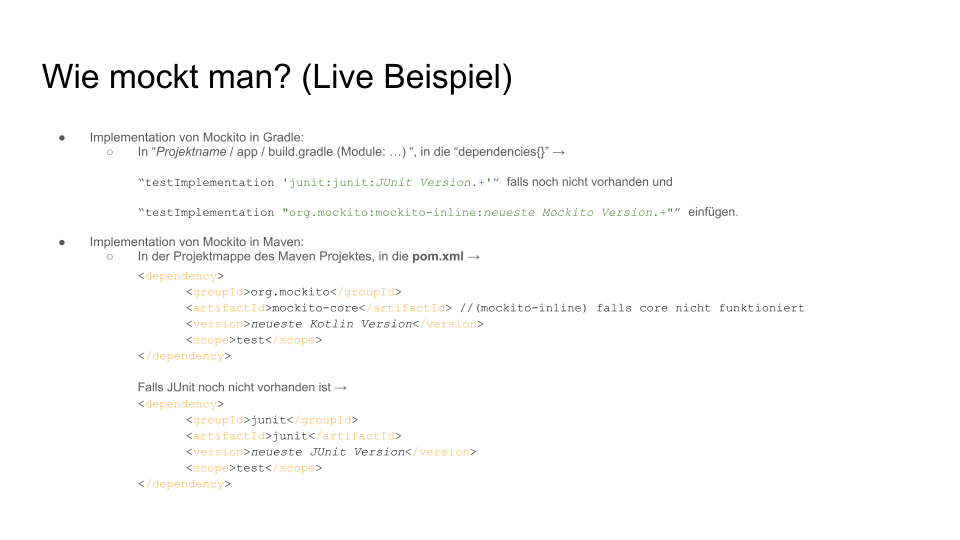 Wie mockt man? (Live Beispiel)
● Implementation von Mockito in Gradle:
○ In “Projektname / app / build.gradle (Module: …) “, in die “dependencies{}” →
“testImplementation 'junit:junit:JUnit Version.+'” falls noch nicht vorhanden und
“testImplementation "org.mockito:mockito-inline:neueste Mockito Version.+"” einfügen.
● Implementation von Mockito in Maven:
○ In der Projektmappe des Maven Projektes, in die pom.xml →
<dependency>
<groupId>org.mockito</groupId>
<artifactId>mockito-core</artifactId> //(mockito-inline) falls core nicht funktioniert
<version>neueste Kotlin Version</version>
<scope>test</scope>
</dependency>
Falls JUnit noch nicht vorhanden ist →
<dependency>
<groupId>junit</groupId>
<artifactId>junit</artifactId>
<version>neueste JUnit Version</version>
<scope>test</scope>
</dependency>